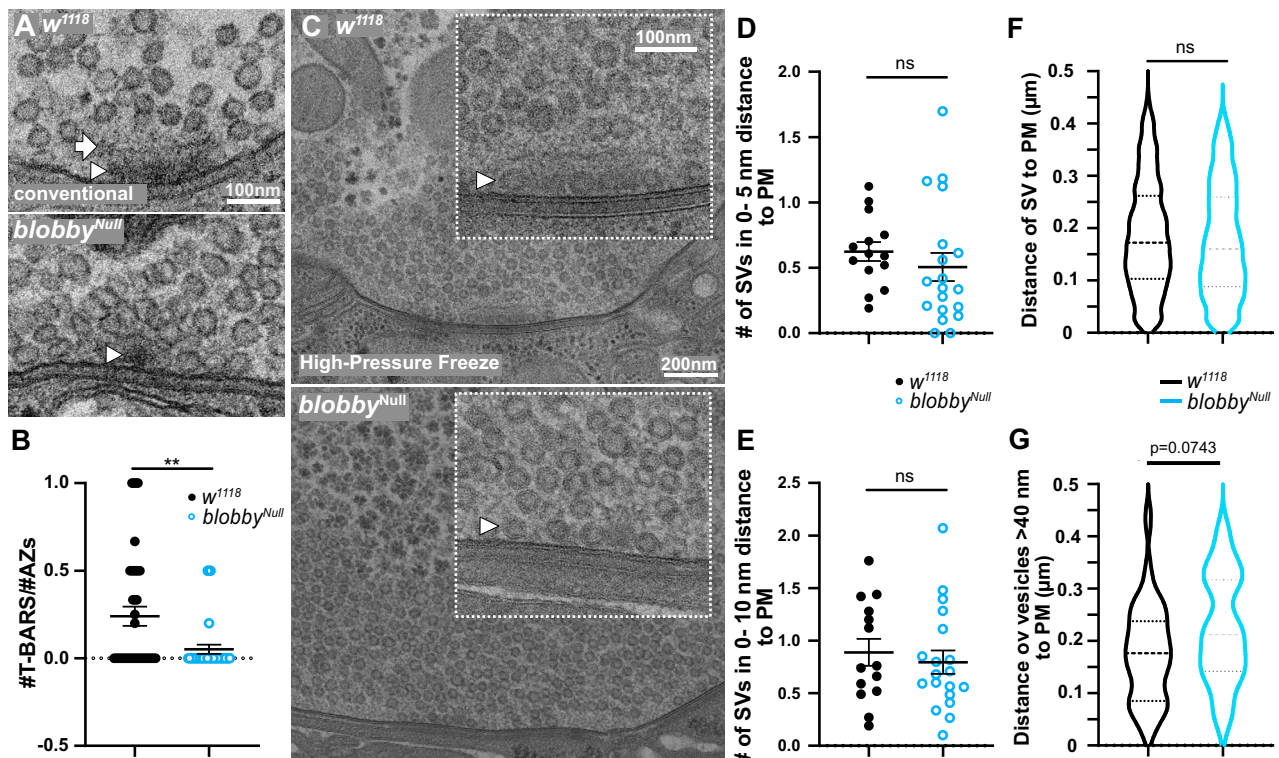 A w1118
conventional
100nm
blobbyNull
B
**
w1118
blobbyNull
#T-BARS/#AZs
1.0
0.5
0.0
-0.5
C w1118
100nm
High-Pressure Freeze
200nm
blobbyNull
D
ns
# of SVs in 0- 5 nm distance
to PM
2.0
1.5
1.0
0.5
0.0
w1118
blobbyNull
E
ns
# of SVs in 0- 10 nm distance
to PM
2.5
2.0
1.5
1.0
0.5
0.0
F
ns
Distance of SV to PM (µm)
0.5
0.4
0.3
0.2
0.1
0
w1118
blobbyNull
G
p=0.0743
Distance ov vesicles >40 nm
to PM (µm)
0.5
0.4
0.3
0.2
0.1
0